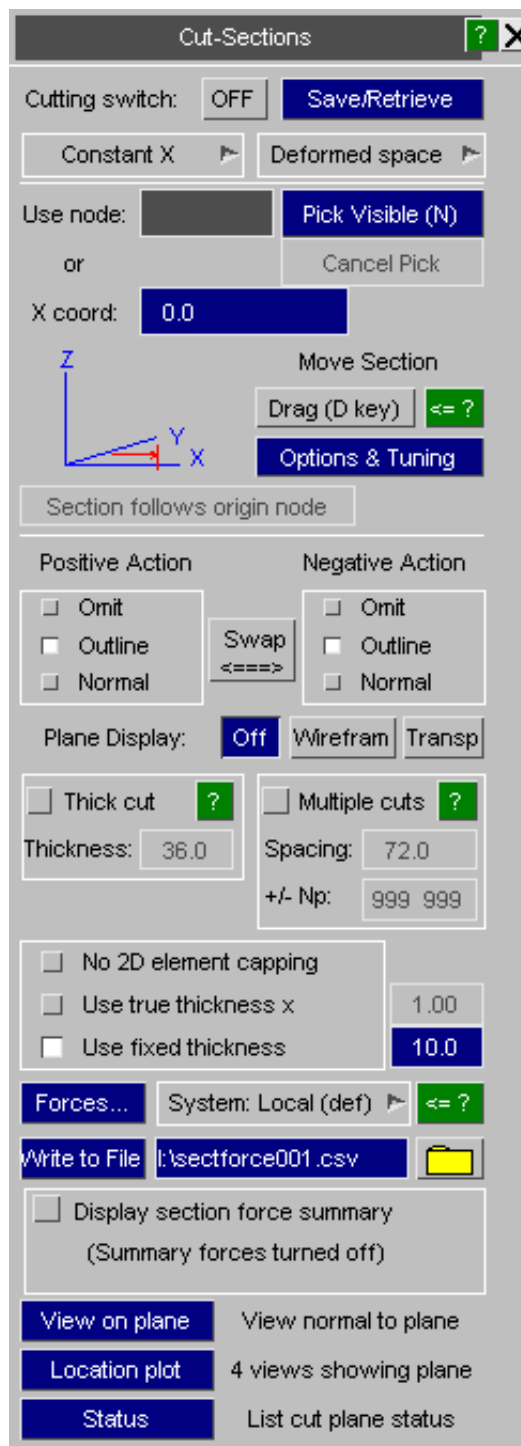 Cut-Sections ? X
Cutting switch: OFF Save/Retrieve
Constant X Deformed space
Use node: Pick Visible (N)
or Cancel Pick
X coord: 0.0
Z Move Section
Drag (D key) <= ?
Y
X Options & Tuning
Section follows origin node
Positive Action Negative Action
Omit Omit
Outline Swap Outline
<===>
Normal Normal
Plane Display: Off Wirefram Transp
Thick cut ? Multiple cuts ?
Thickness: 36.0 Spacing: 72.0
+/- Np: 999 999
No 2D element capping
Use true thickness x 1.00
Use fixed thickness 10.0
Forces... System: Local (def) <= ?
Write to File I:\sectforce001.csv
Display section force summary
(Summary forces turned off)
View on plane View normal to plane
Location plot 4 views showing plane
Status List cut plane status